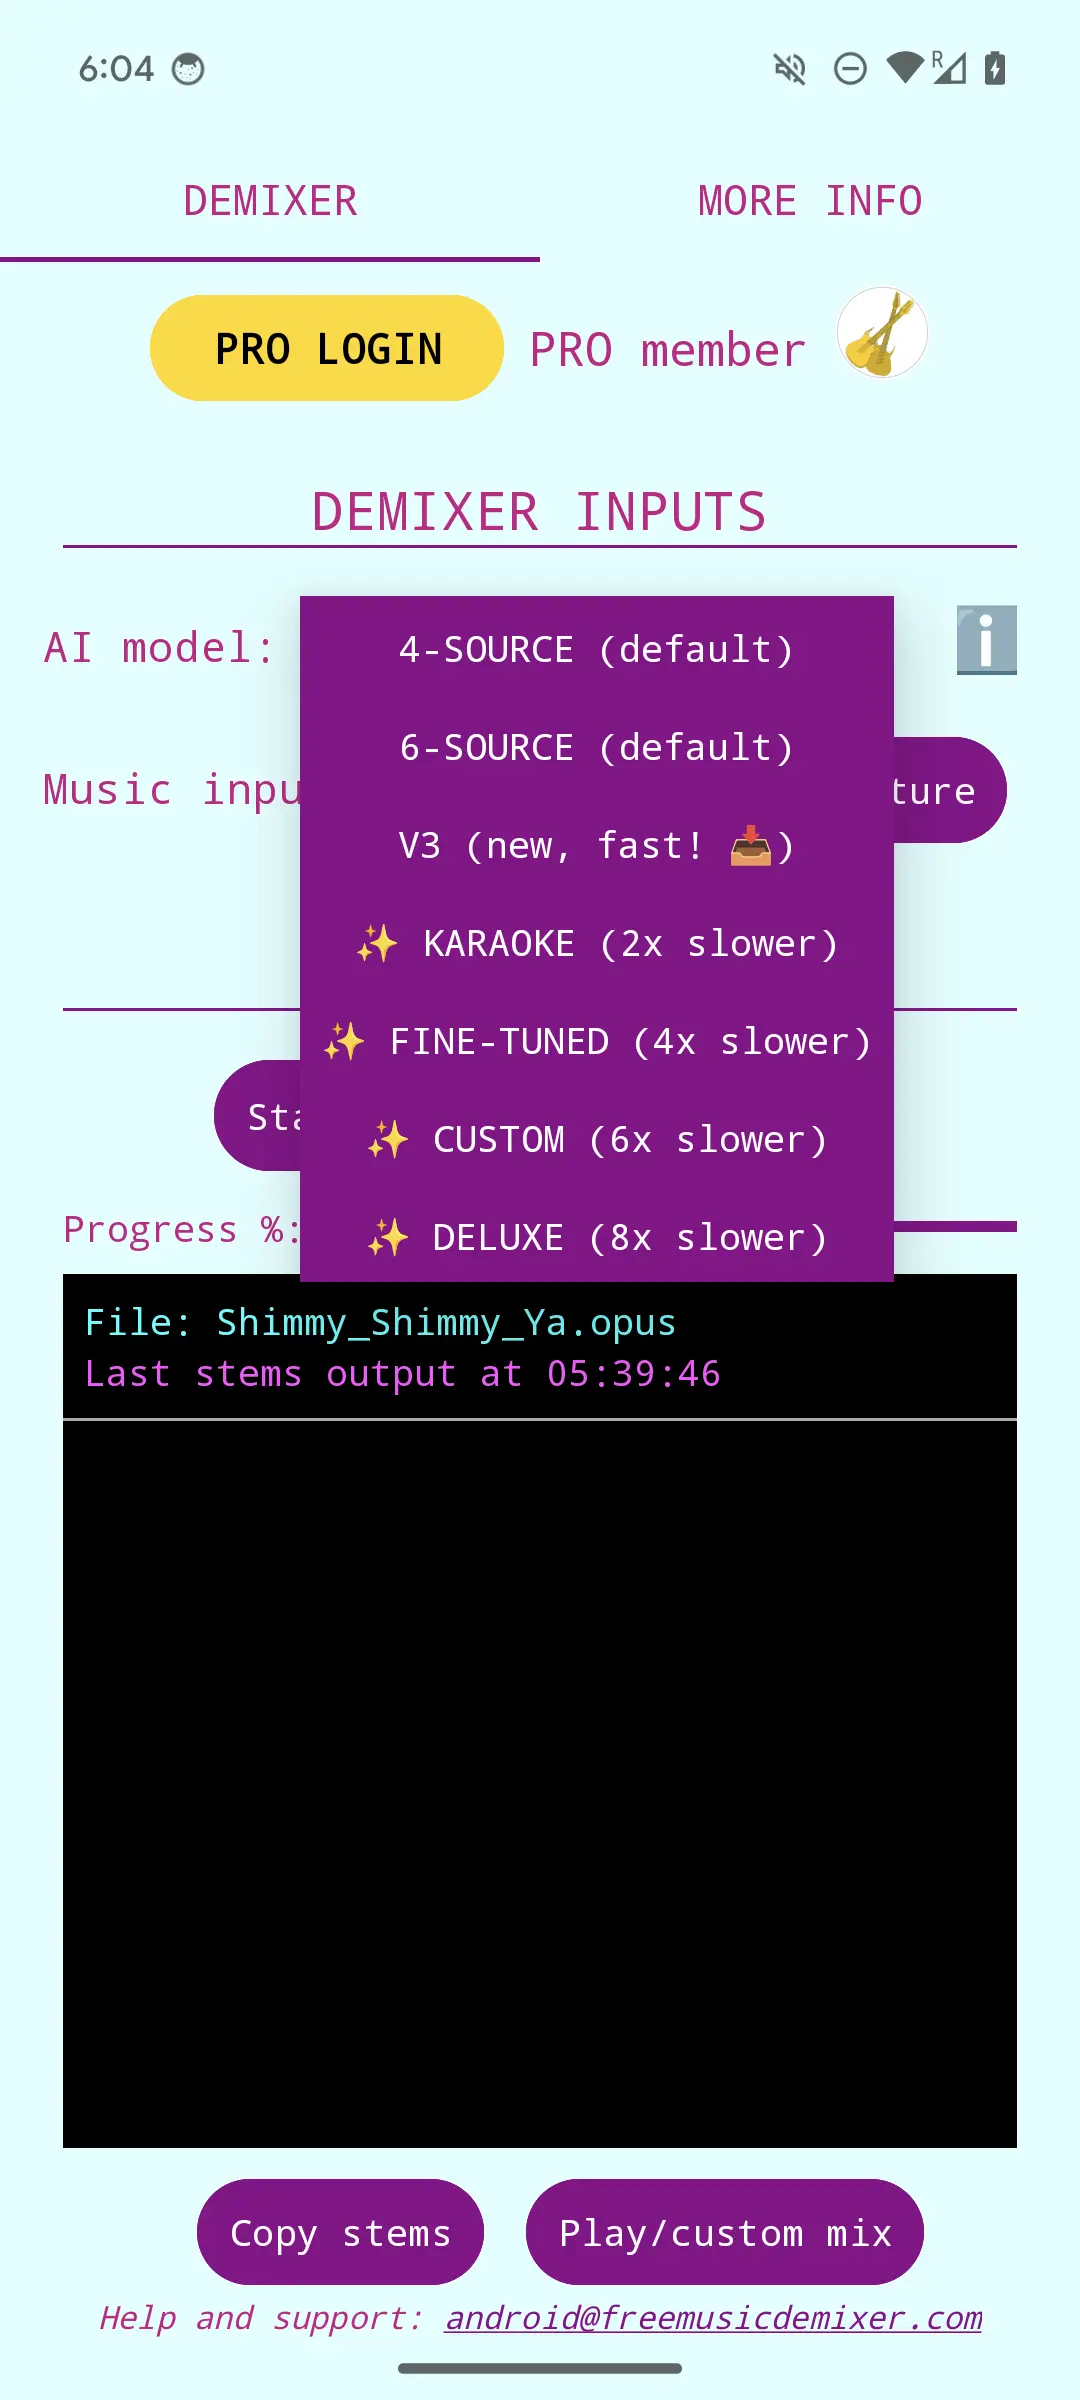 6:04
R
DEMIXER
MORE INFO
PRO LOGIN
PRO member
DEMIXER INPUTS
AI model:
4-SOURCE (default)
6-SOURCE (default)
Music inpu
ture
V3 (new, fast! 📥)
✨ KARAOKE (2x slower)
✨ FINE-TUNED (4x slower)
Sta
✨ CUSTOM (6x slower)
Progress %:
✨ DELUXE (8x slower)
File: Shimmy_Shimmy_Ya.opus
Last stems output at 05:39:46
Copy stems
Play/custom mix
Help and support: android@freemusicdemixer.com